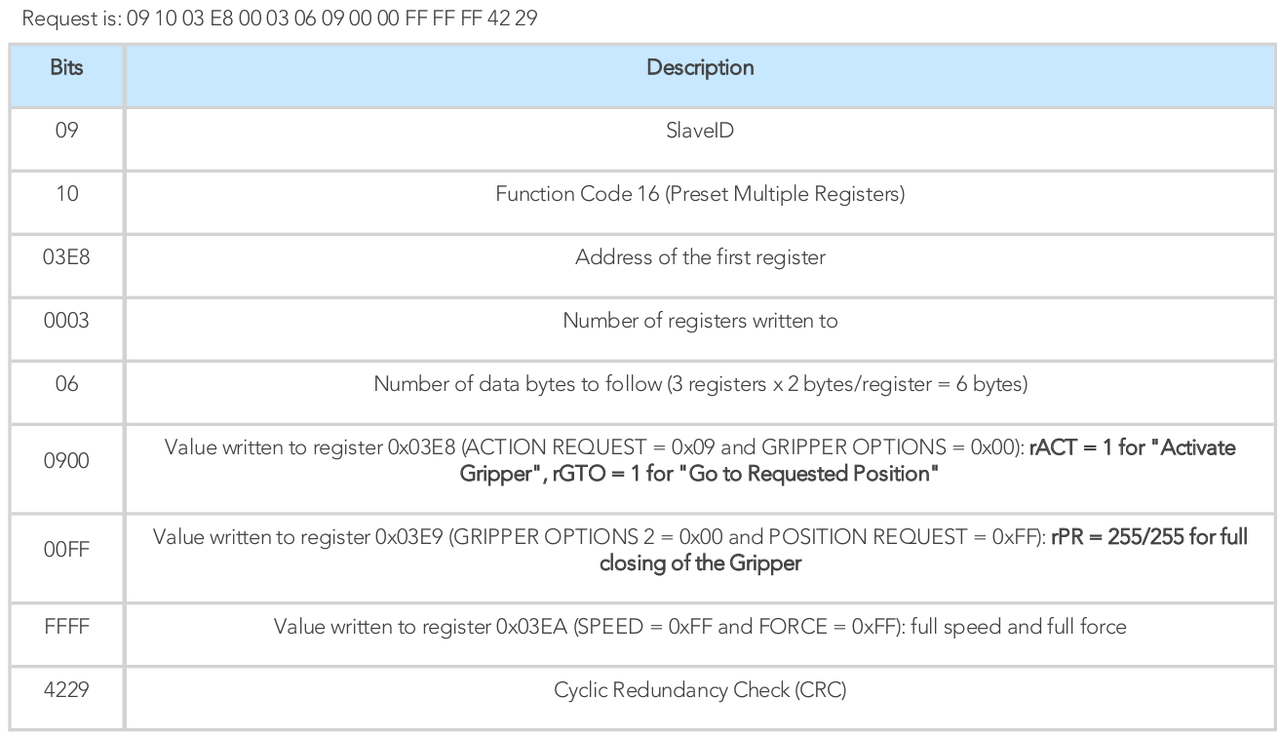 Request is: 09 10 03 E8 00 03 06 09 00 00 FF FF FF 42 29
Bits Description
09 SlaveID
10 Function Code 16 (Preset Multiple Registers)
03E8 Address of the first register
0003 Number of registers written to
06 Number of data bytes to follow (3 registers x 2 bytes/register = 6 bytes)
0900 Value written to register 0x03E8 (ACTION REQUEST = 0x09 and GRIPPER OPTIONS = 0x00): rACT = 1 for "Activate
Gripper", rGTO = 1 for "Go to Requested Position"
00FF Value written to register 0x03E9 (GRIPPER OPTIONS 2 = 0x00 and POSITION REQUEST = 0xFF): rPR = 255/255 for full
closing of the Gripper
FFFF Value written to register 0x03EA (SPEED = 0xFF and FORCE = 0xFF): full speed and full force
4229 Cyclic Redundancy Check (CRC)